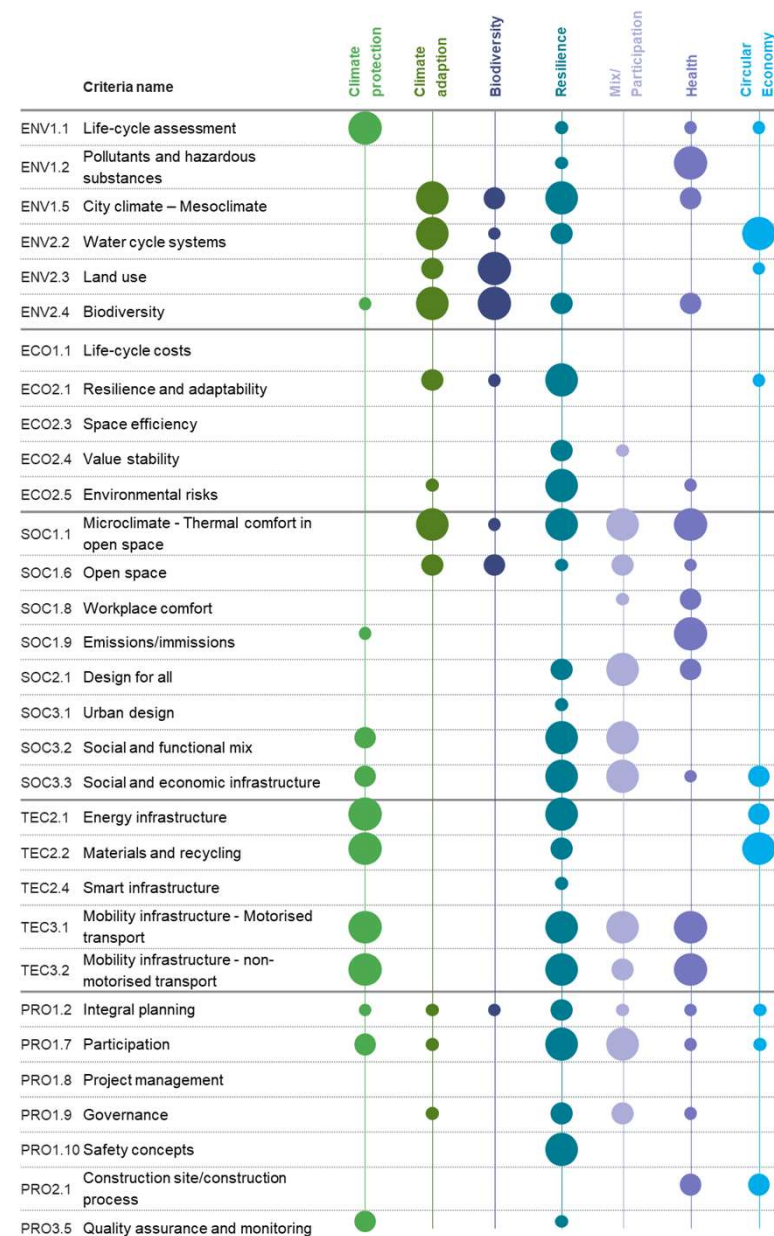 Criteria name
Climate
protection
Climate
adaption
Biodiversity
Resilience
Mix/
Participation
Health
Circular
Economy
ENV1.1 Life-cycle assessment
ENV1.2 Pollutants and hazardous
substances
ENV1.5 City climate – Mesoclimate
ENV2.2 Water cycle systems
ENV2.3 Land use
ENV2.4 Biodiversity
ECO1.1 Life-cycle costs
ECO2.1 Resilience and adaptability
ECO2.3 Space efficiency
ECO2.4 Value stability
ECO2.5 Environmental risks
SOC1.1 Microclimate - Thermal comfort in
open space
SOC1.6 Open space
SOC1.8 Workplace comfort
SOC1.9 Emissions/immissions
SOC2.1 Design for all
SOC3.1 Urban design
SOC3.2 Social and functional mix
SOC3.3 Social and economic infrastructure
TEC2.1 Energy infrastructure
TEC2.2 Materials and recycling
TEC2.4 Smart infrastructure
TEC3.1 Mobility infrastructure - Motorised
transport
TEC3.2 Mobility infrastructure - non-
motorised transport
PRO1.2 Integral planning
PRO1.7 Participation
PRO1.8 Project management
PRO1.9 Governance
PRO1.10 Safety concepts
PRO2.1 Construction site/construction
process
PRO3.5 Quality assurance and monitoring